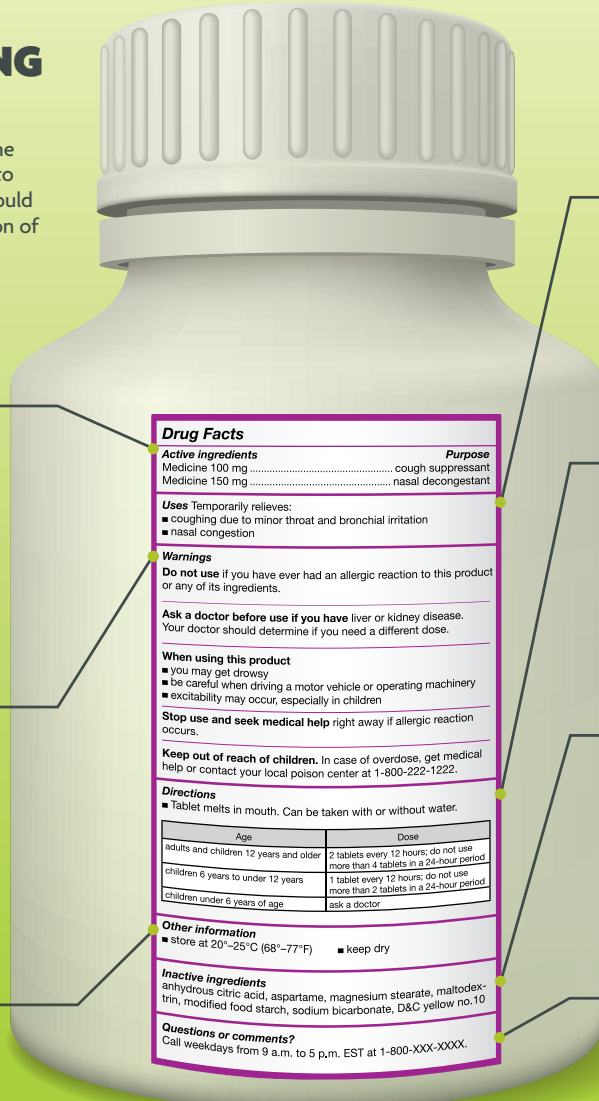 NG
ne
to
ould
on of
Drug Facts
Active ingredients Purpose
Medicine 100 mg ............................................ cough suppressant
Medicine 150 mg ............................................ nasal decongestant
Uses Temporarily relieves:
■ coughing due to minor throat and bronchial irritation
■ nasal congestion
Warnings
Do not use if you have ever had an allergic reaction to this product
or any of its ingredients.
Ask a doctor before use if you have liver or kidney disease.
Your doctor should determine if you need a different dose.
When using this product
■ you may get drowsy
■ be careful when driving a motor vehicle or operating machinery
■ excitability may occur, especially in children
Stop use and seek medical help right away if allergic reaction
occurs.
Keep out of reach of children. In case of overdose, get medical
help or contact your local poison center at 1-800-222-1222.
Directions
■ Tablet melts in mouth. Can be taken with or without water.
Age Dose
adults and children 12 years and older 2 tablets every 12 hours; do not use
more than 4 tablets in a 24-hour period
children 6 years to under 12 years 1 tablet every 12 hours; do not use
more than 2 tablets in a 24-hour period
children under 6 years of age ask a doctor
Other information
■ store at 20°–25°C (68°–77°F) ■ keep dry
Inactive ingredients
anhydrous citric acid, aspartame, magnesium stearate, maltodex-
trin, modified food starch, sodium bicarbonate, D&C yellow no.10
Questions or comments?
Call weekdays from 9 a.m. to 5 p.m. EST at 1-800-XXX-XXXX.